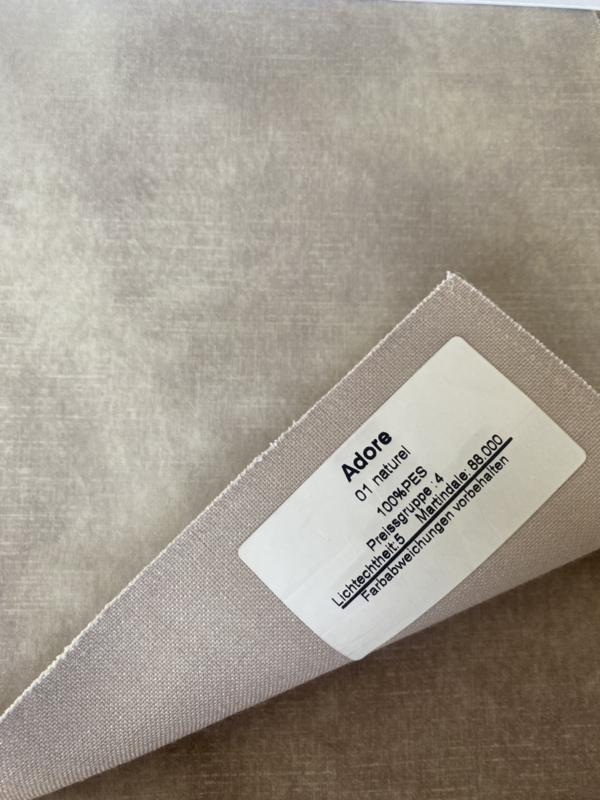 Adore
01 naturel
100%PES
Preissgruppe :4
Lichtechtheit:5 Martindale: 88.000
Farbabweichungen vorbehalten